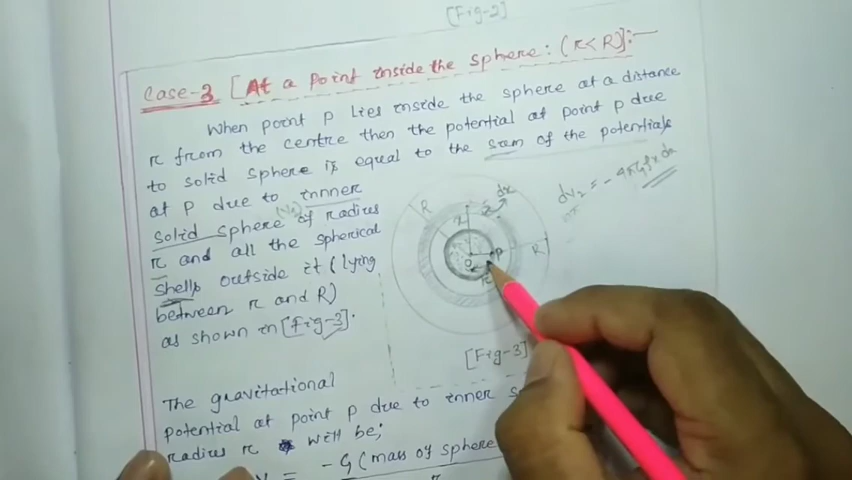 [Fig-2]
Case-3 [At a point inside the sphere: (r<R)]:—
When point P lies inside the sphere at a distance
r from the centre then the potential at point P due
to solid sphere is equal to the sum of the potentials
at P due to innner
(V₁)
solid sphere of radius
r and all the spherical
shells outside it (lying
between r and R)
as shown in [Fig-3].
dv₂ = - 4πGρx dx
R
x
dx
x
O
P
R
r
[Fig-3]
The gravitational
potential at point P due to inner
radius r will be;
V = -G (mass of sphere
r